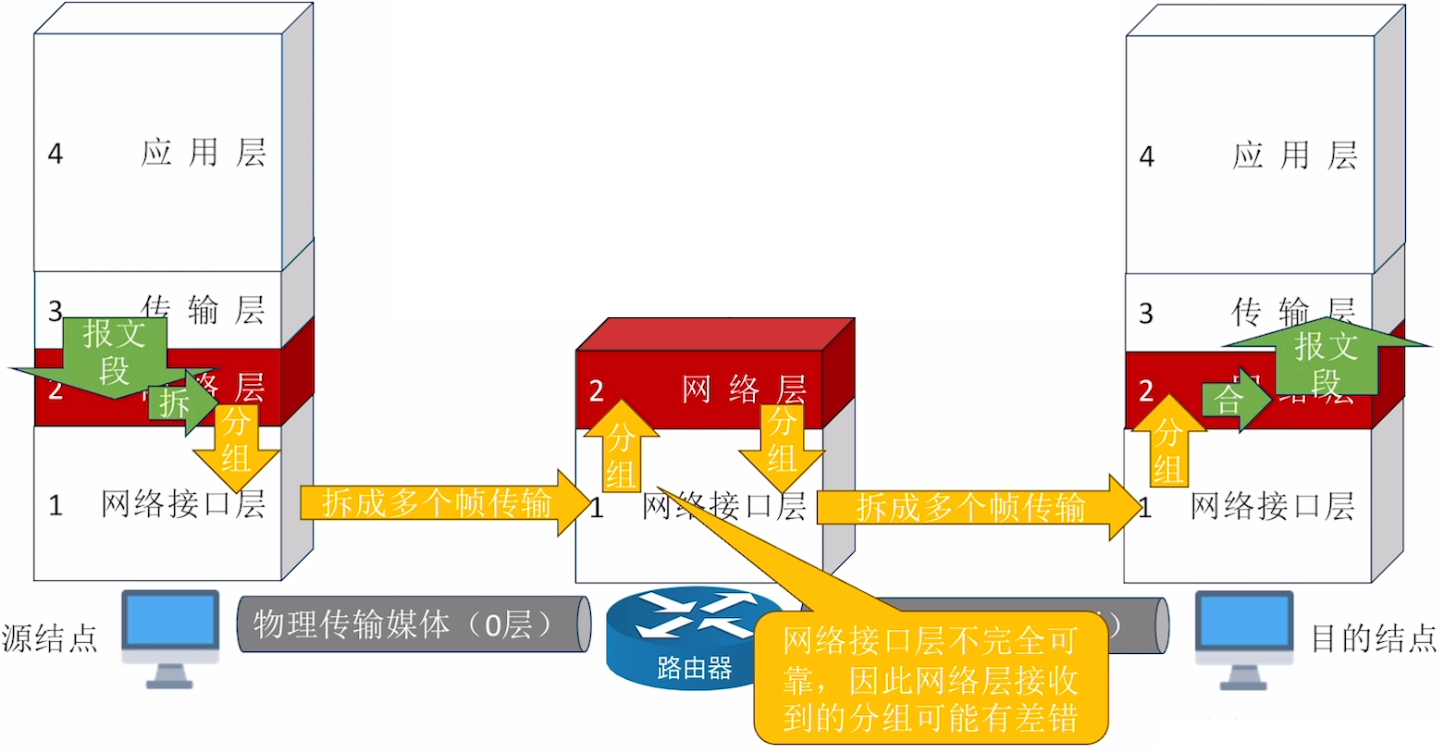 4 应用层
3 传输层
报文
段
2 络层
拆
分
组
1 网络接口层
拆成多个帧传输
2 网络层
分
组
分
组
1 网络接口层
拆成多个帧传输
4 应用层
3 传输层
报文
段
2 络层
合
分
组
1 网络接口层
源结点
物理传输媒体（0层）
路由器
）
目的结点
网络接口层不完全可
靠，因此网络层接收
到的分组可能有差错